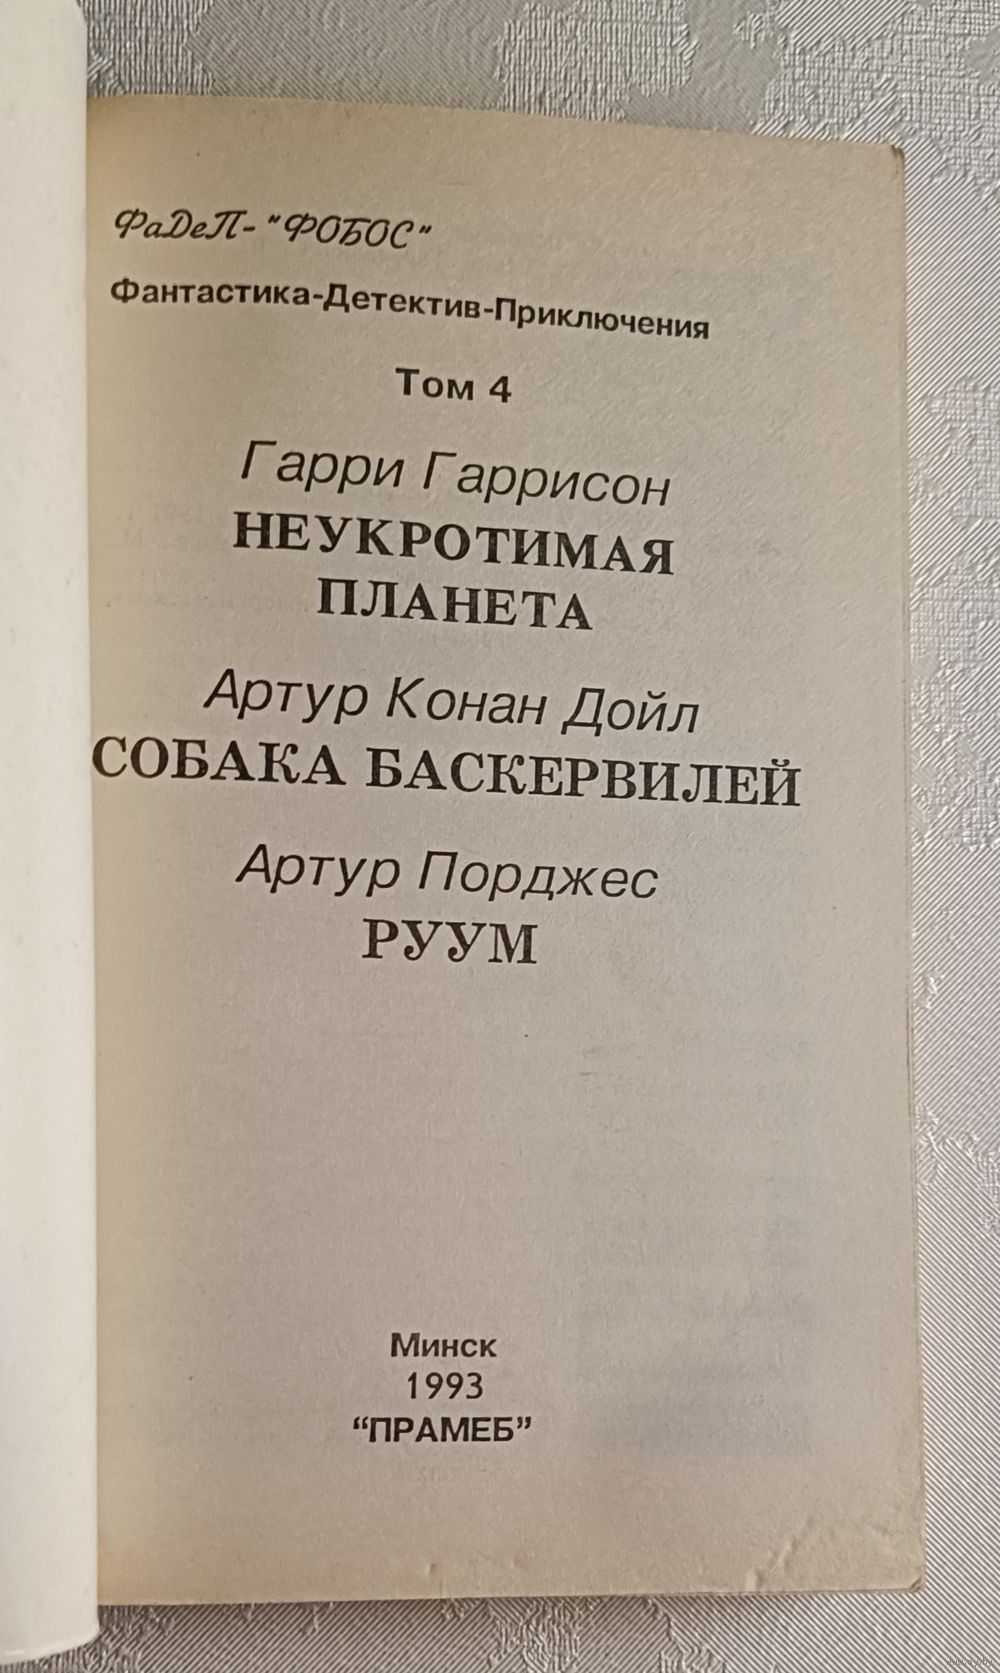 ФаДеП- "ФОБОС"
Фантастика-Детектив-Приключения
Том 4
Гарри Гаррисон
НЕУКРОТИМАЯ
ПЛАНЕТА
Артур Конан Дойл
СОБАКА БАСКЕРВИЛЕЙ
Артур Порджес
РУУМ
Минск
1993
“ПРАМЕБ”